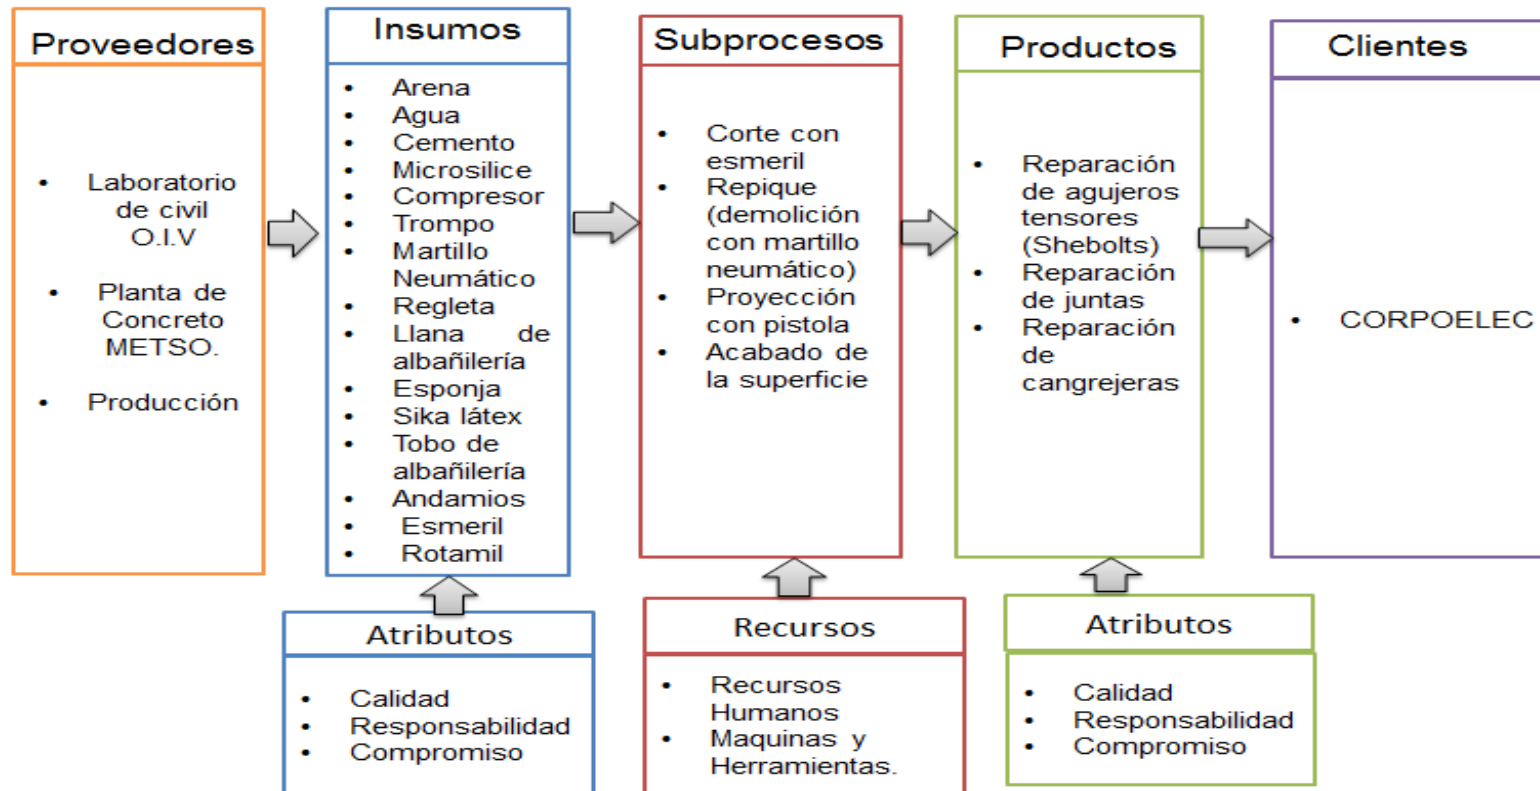 Proveedores
• Laboratorio
de civil
O.I.V
• Planta de
Concreto
METSO.
• Producción
Insumos
• Arena
• Agua
• Cemento
• Microsilice
• Compresor
• Trompo
• Martillo
Neumático
• Regleta
• Llana de
albañilería
• Esponja
• Sika látex
• Tobo de
albañilería
• Andamios
• Esmeril
• Rotamil
Subprocesos
• Corte con
esmeril
• Repique
(demolición
con martillo
neumático)
• Proyección
con pistola
• Acabado de
la superficie
Productos
• Reparación
de agujeros
tensores
(Shebolts)
• Reparación
de juntas
• Reparación
de
cangrejeras
Clientes
• CORPOELEC
Atributos
• Calidad
• Responsabilidad
• Compromiso
Recursos
• Recursos
Humanos
• Maquinas y
Herramientas.
Atributos
• Calidad
• Responsabilidad
• Compromiso